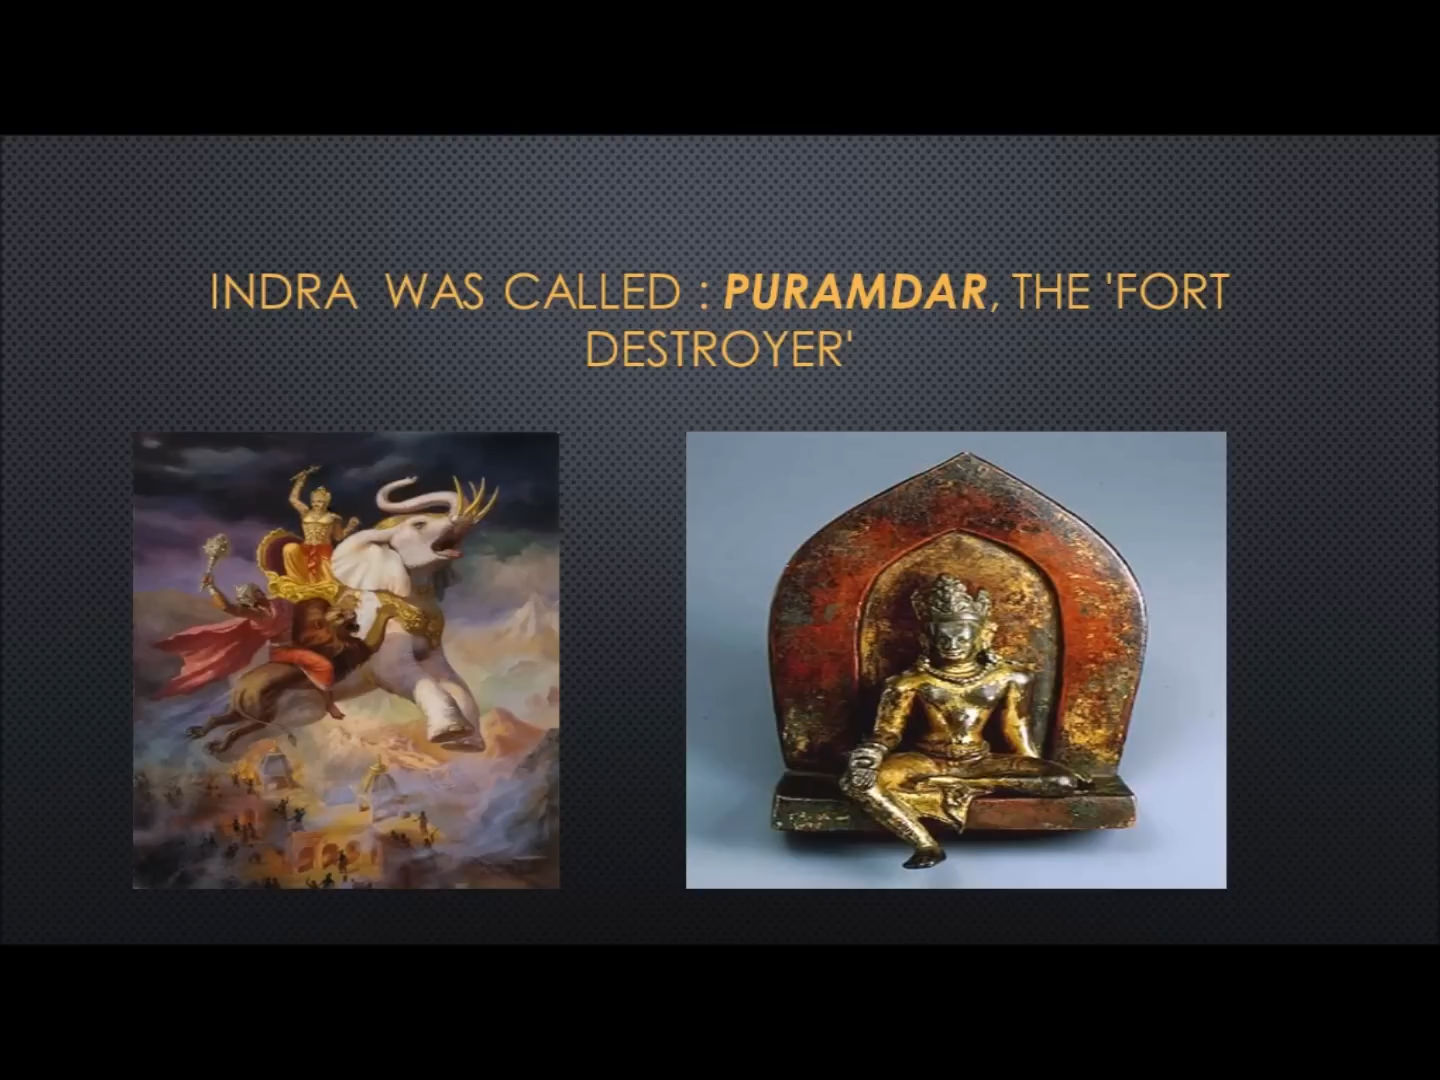 INDRA  WAS CALLED : PURAMDAR, THE 'FORT
DESTROYER'